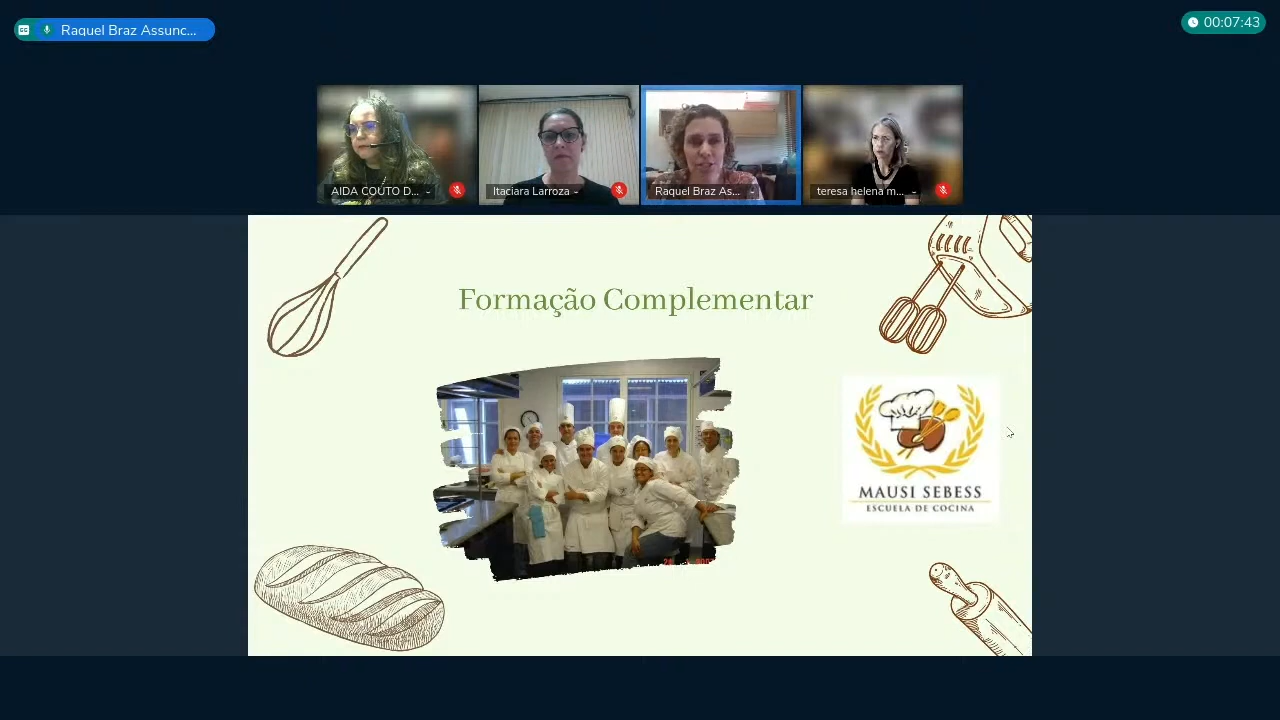 Raquel Braz Assunc...
00:07:43
AIDA COUTO D...
Itaciara Larroza
Raquel Braz As...
teresa helena m...
Formação Complementar
MAUSI SEBESS
ESCUELA DE COCINA